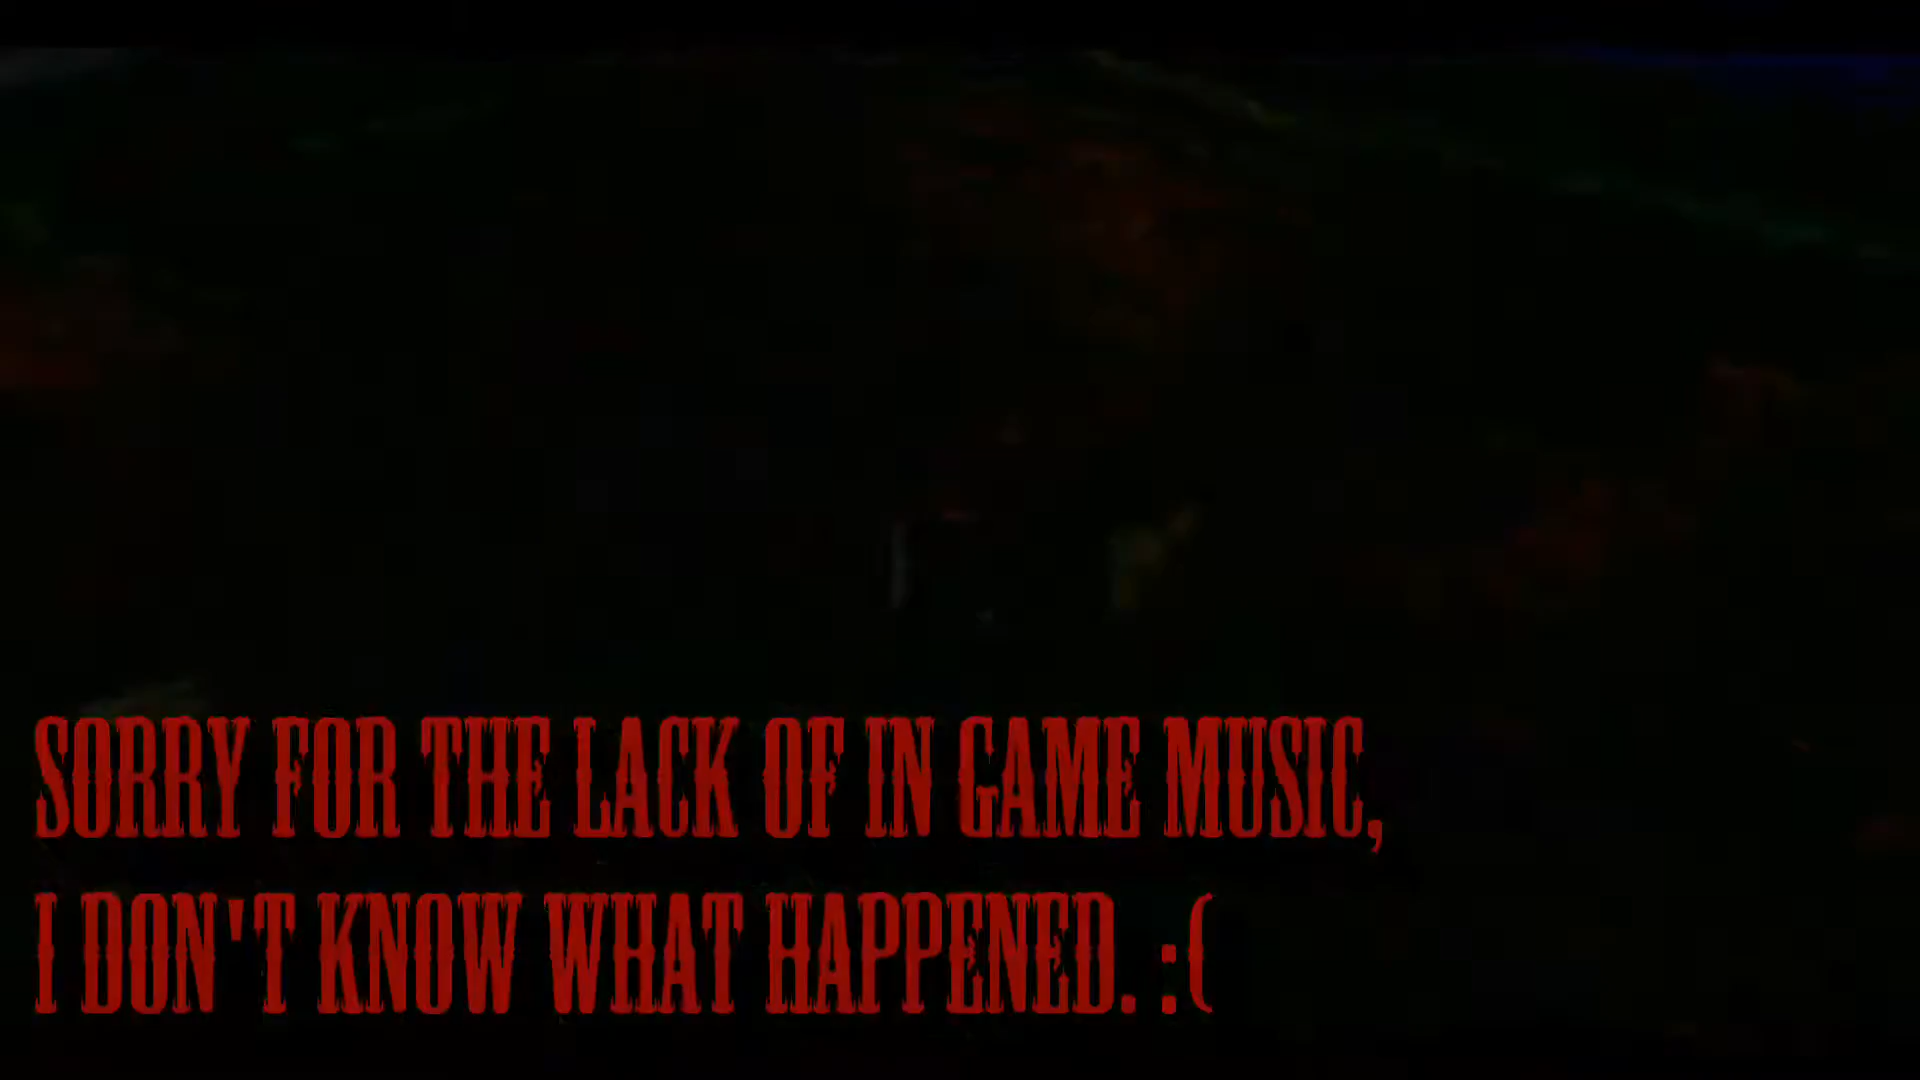 SORRY FOR THE LACK OF IN GAME MUSIC,
I DON'T KNOW WHAT HAPPENED. :(